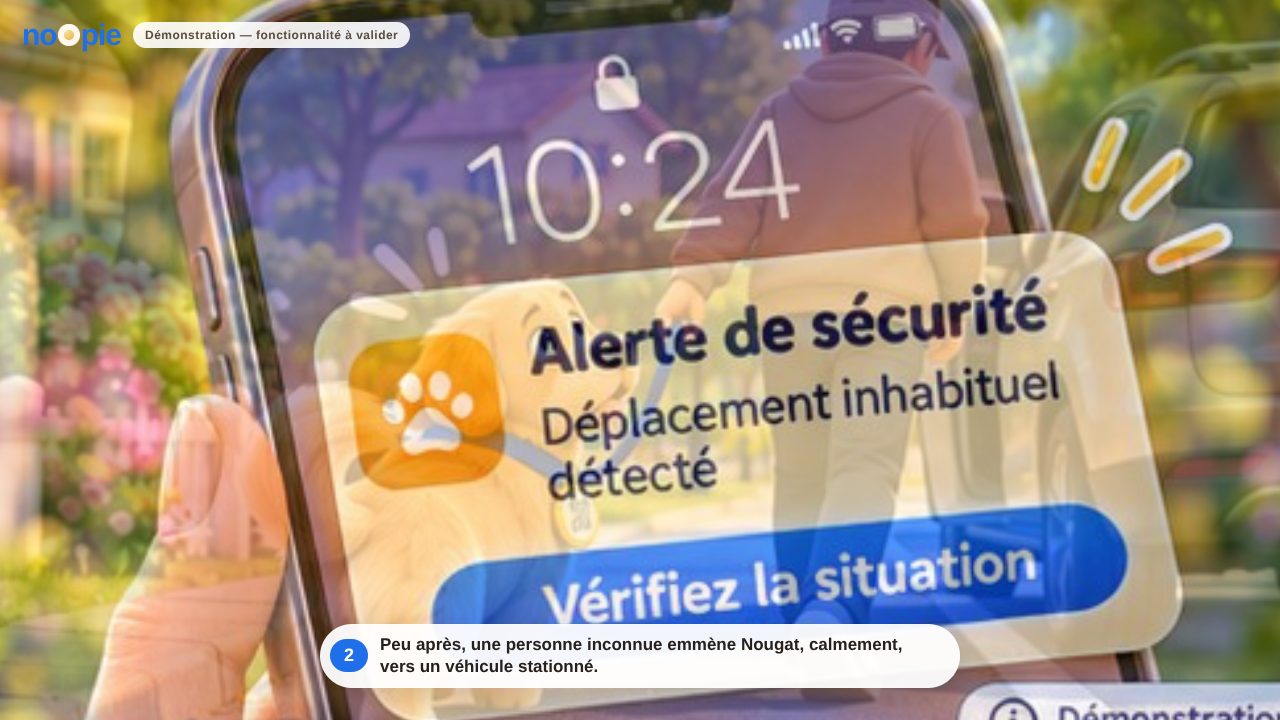 noopie
Démonstration — fonctionnalité à valider
10:24
Alerte de sécurité
Déplacement inhabituel
détecté
Vérifiez la situation
2
Peu après, une personne inconnue emmène Nougat, calmement,
vers un véhicule stationné.
Démonstration